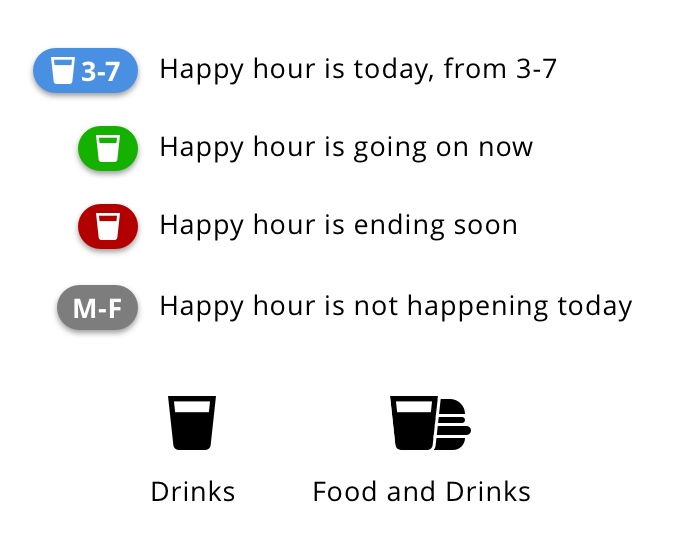 3-7 Happy hour is today, from 3-7
Happy hour is going on now
Happy hour is ending soon
M-F Happy hour is not happening today
Drinks Food and Drinks